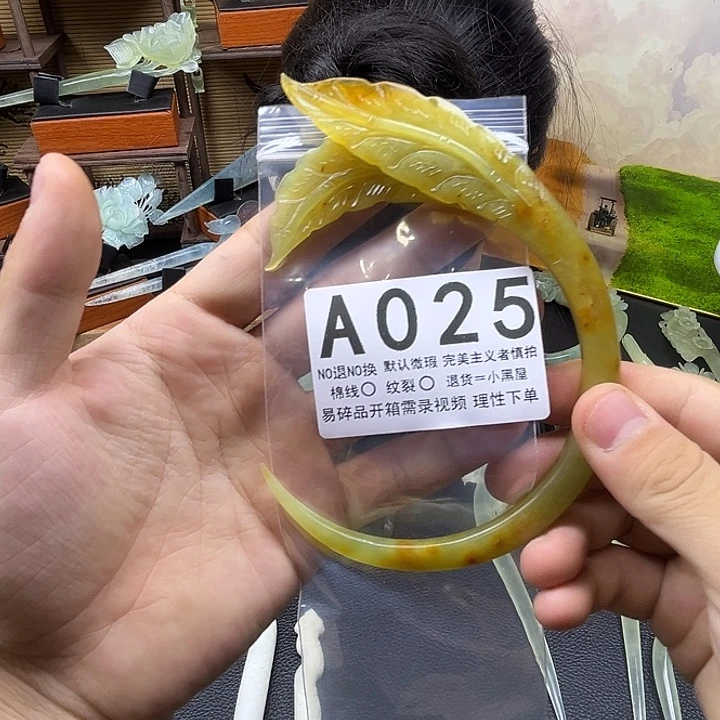 A025
NO退NO换 默认微瑕 完美主义者慎拍
棉线〇 纹裂〇 退货=小黑屋
易碎品开箱需录视频 理性下单